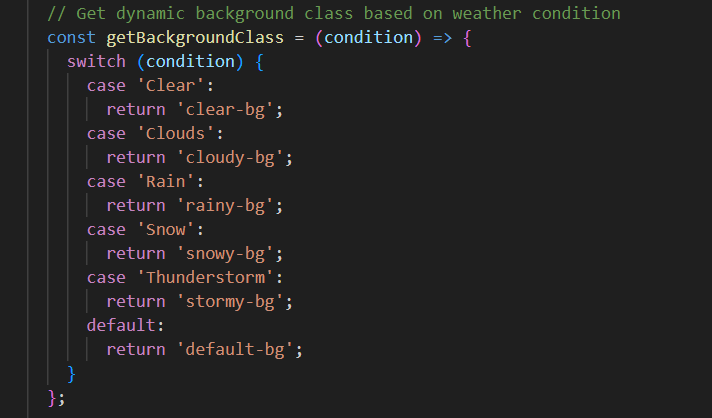 // Get dynamic background class based on weather condition
const getBackgroundClass = (condition) => {
switch (condition) {
case 'Clear':
return 'clear-bg';
case 'Clouds':
return 'cloudy-bg';
case 'Rain':
return 'rainy-bg';
case 'Snow':
return 'snowy-bg';
case 'Thunderstorm':
return 'stormy-bg';
default:
return 'default-bg';
}
};